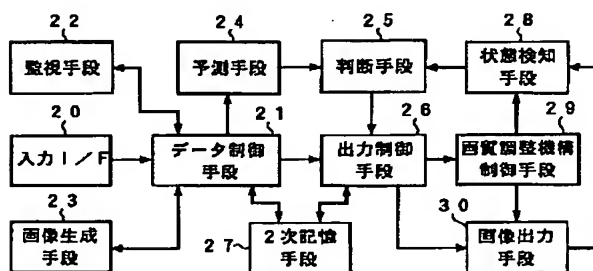 22
24
25
28
監視手段
予測手段
判断手段
状態検知
手段
20
21
26
29
入力I/F
データ制御
手段
出力制御
手段
画質調整機構
制御手段
23
30
画像生成
手段
27
2次記憶
手段
画像出力
手段